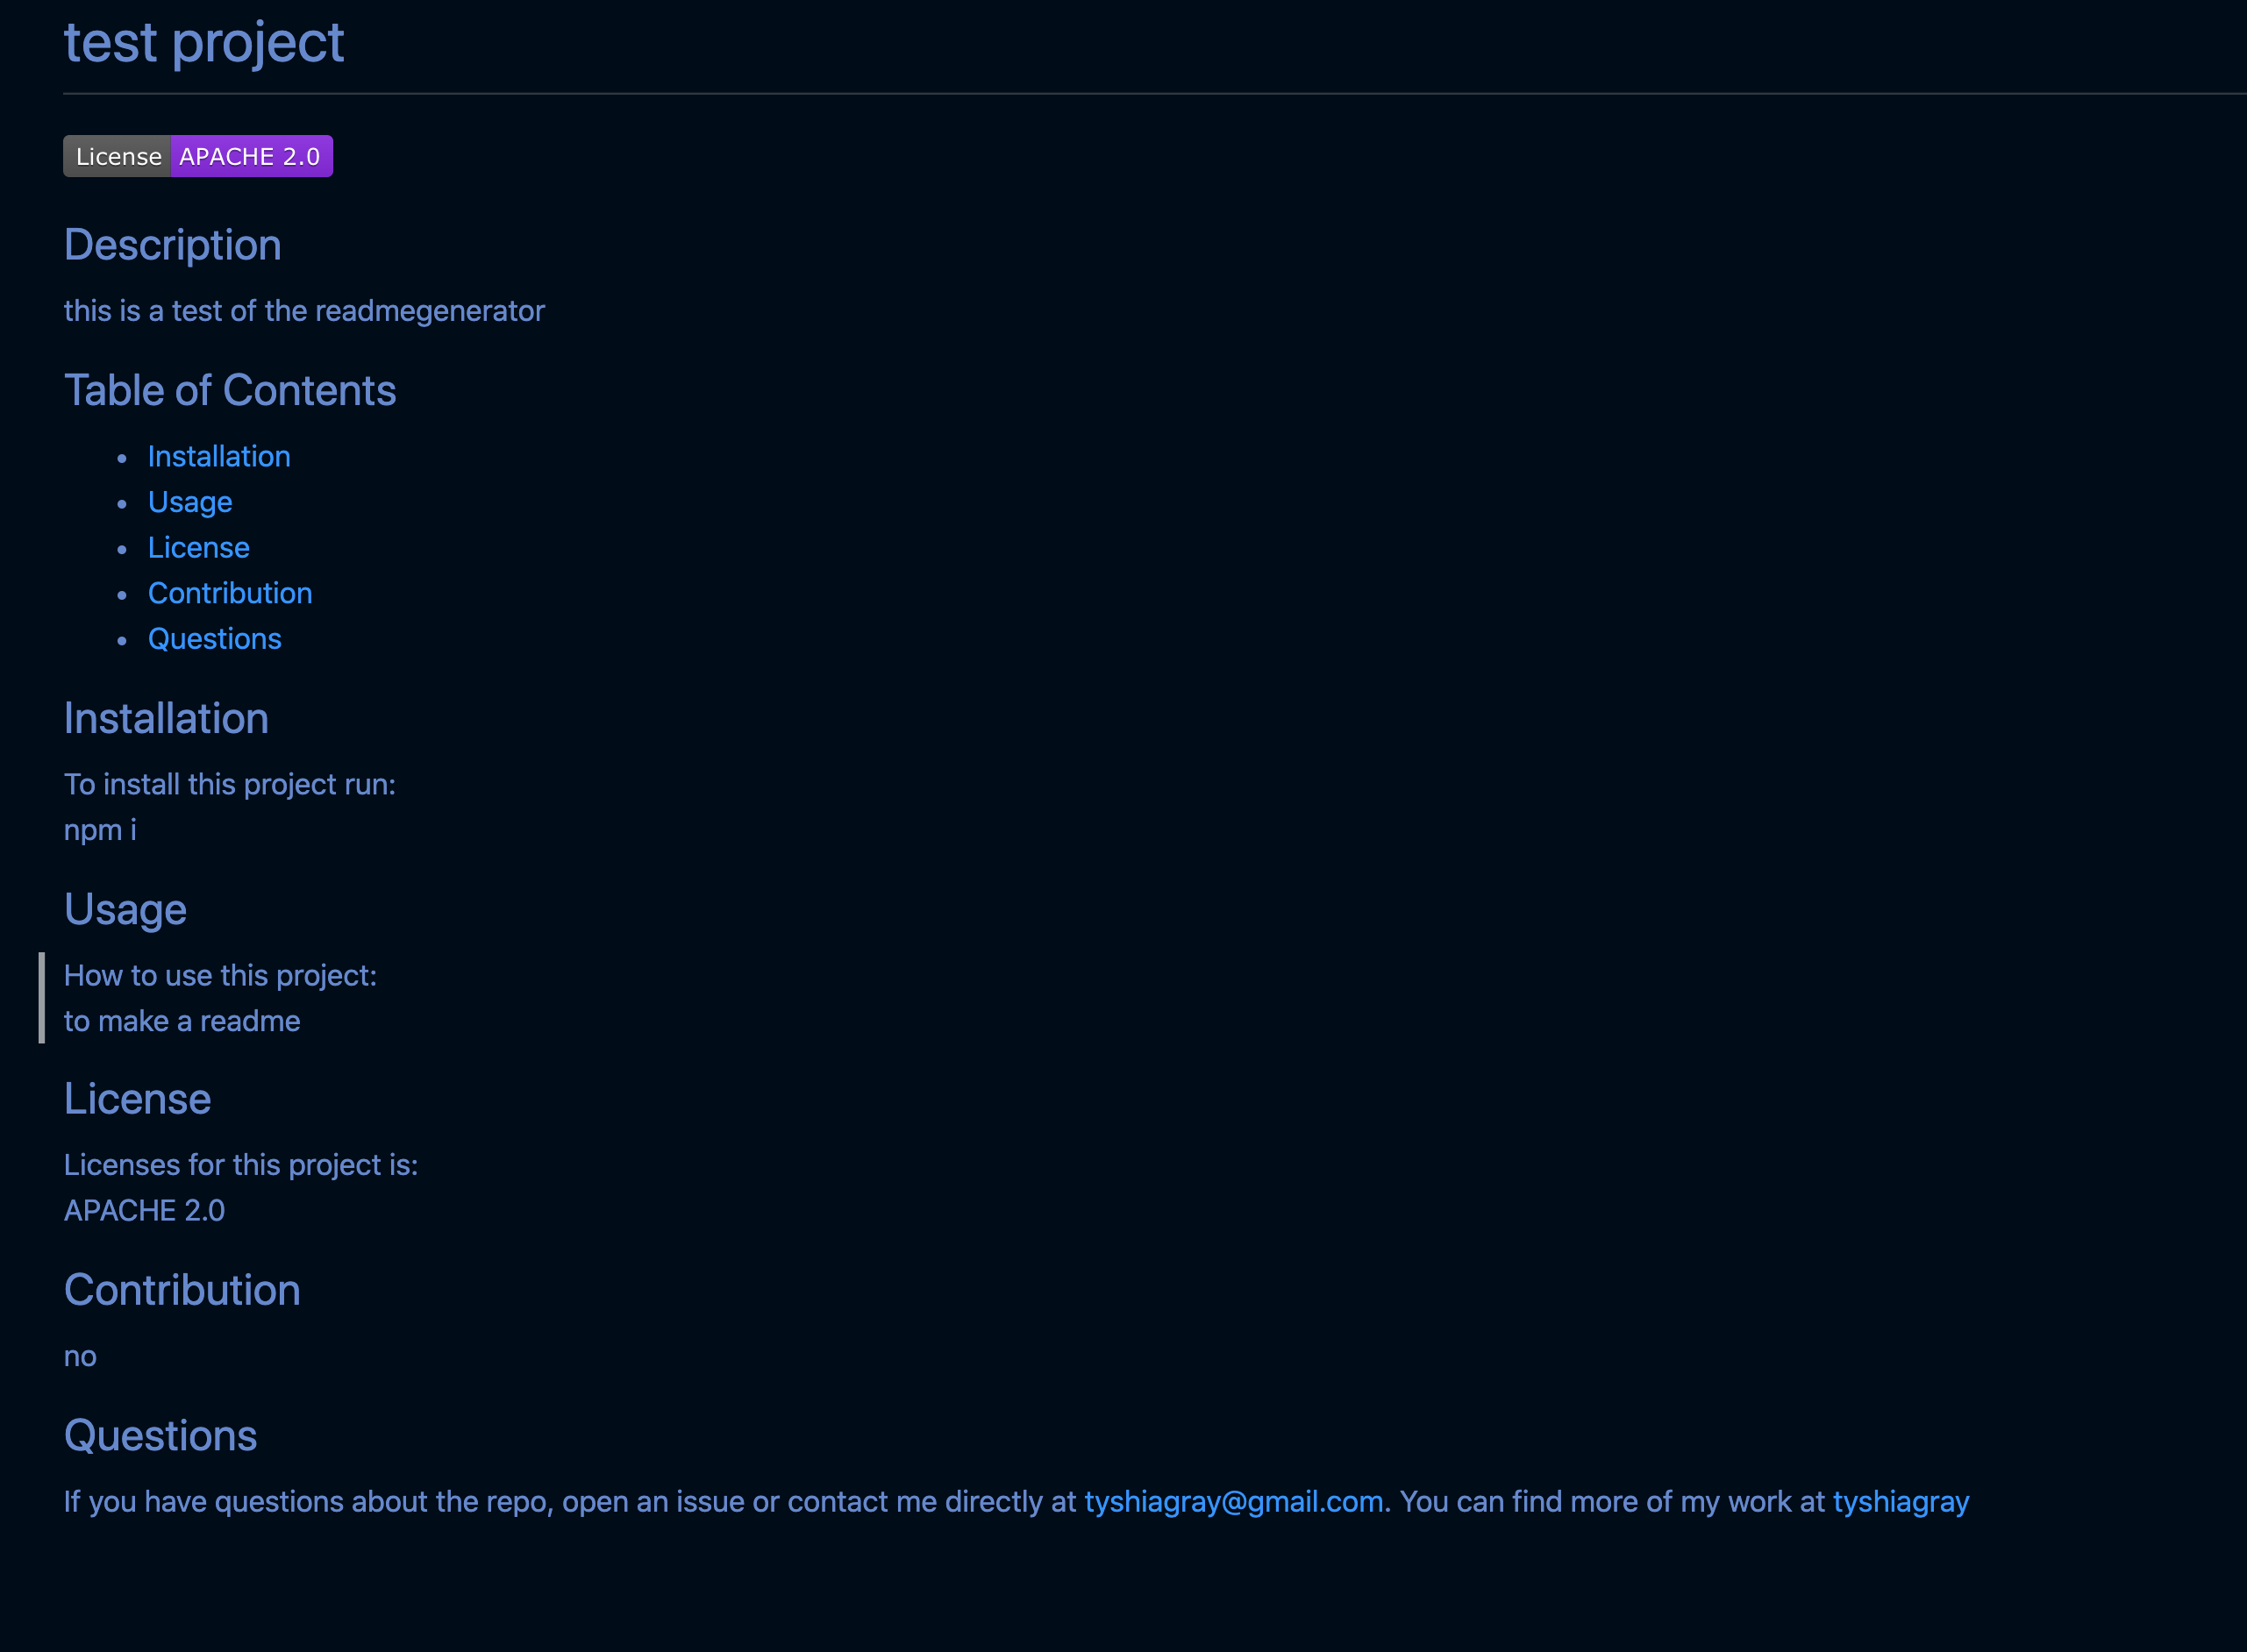 test project
License APACHE 2.0
Description
this is a test of the readmegenerator
Table of Contents
Installation
Usage
License
Contribution
Questions
Installation
To install this project run:
npm i
Usage
How to use this project:
to make a readme
License
Licenses for this project is:
APACHE 2.0
Contribution
no
Questions
If you have questions about the repo, open an issue or contact me directly at tyshiagray@gmail.com. You can find more of my work at tyshiagray